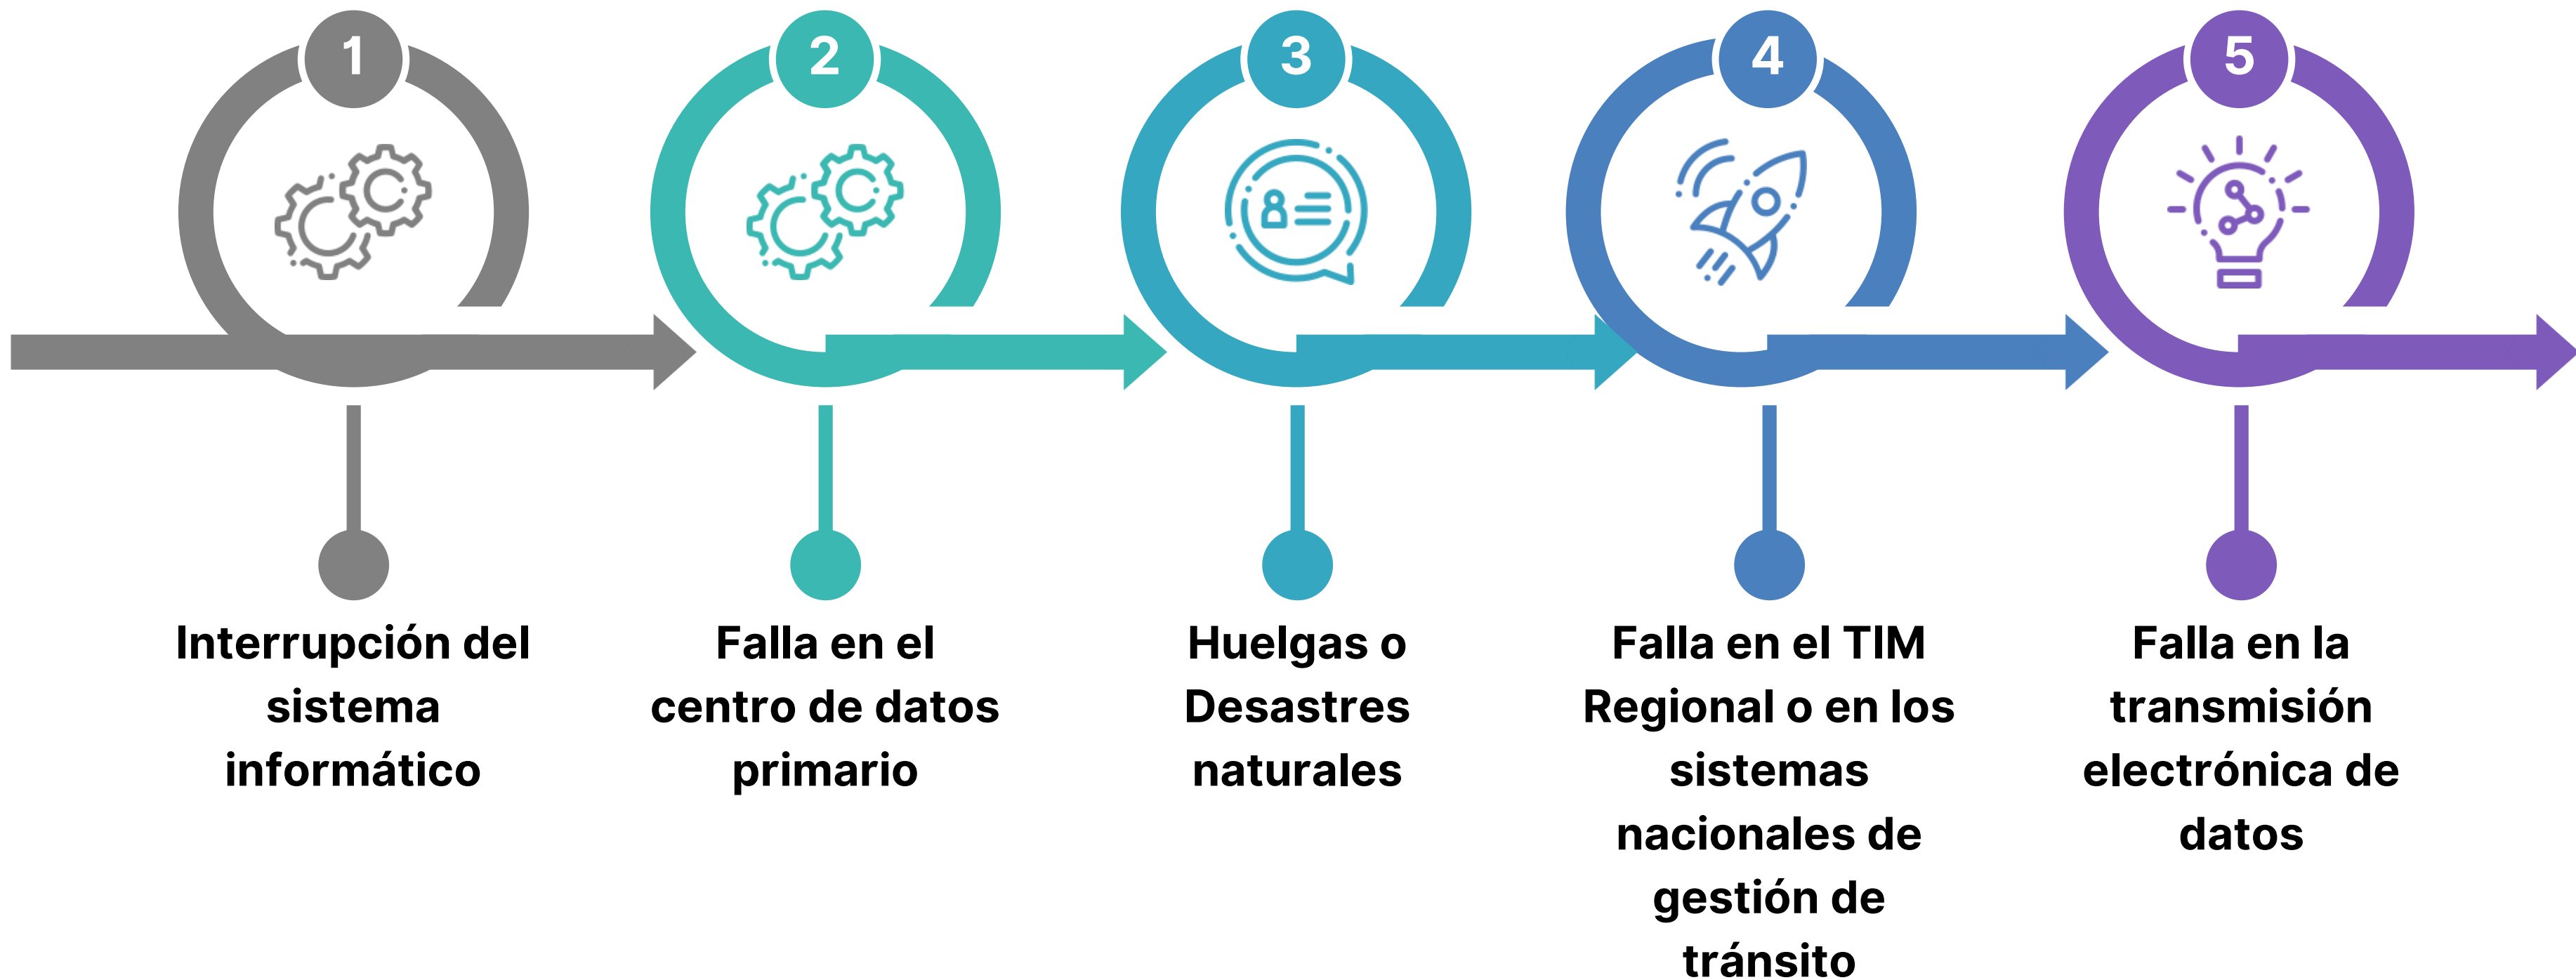 1
Interrupción del
sistema
informático
2
Falla en el
centro de datos
primario
3
Huelgas o
Desastres
naturales
4
Falla en el TIM
Regional o en los
sistemas
nacionales de
gestión de
tránsito
5
Falla en la
transmisión
electrónica de
datos